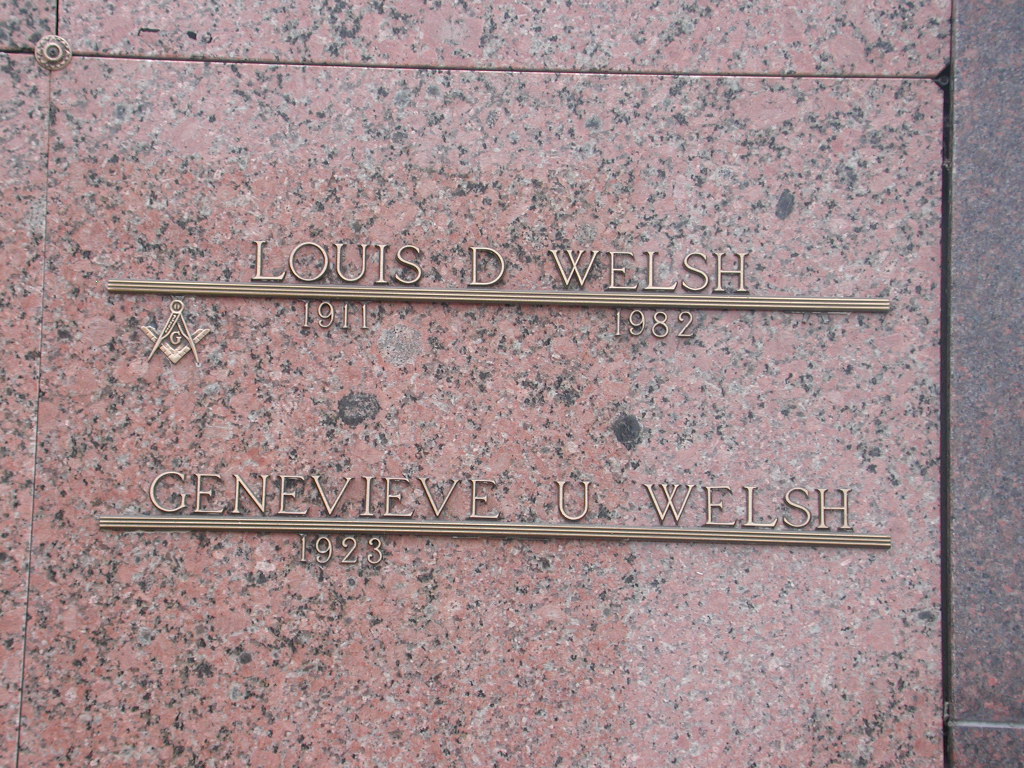 LOUIS D WELSH
1911 1982
G
GENEVIEVE U WELSH
1923